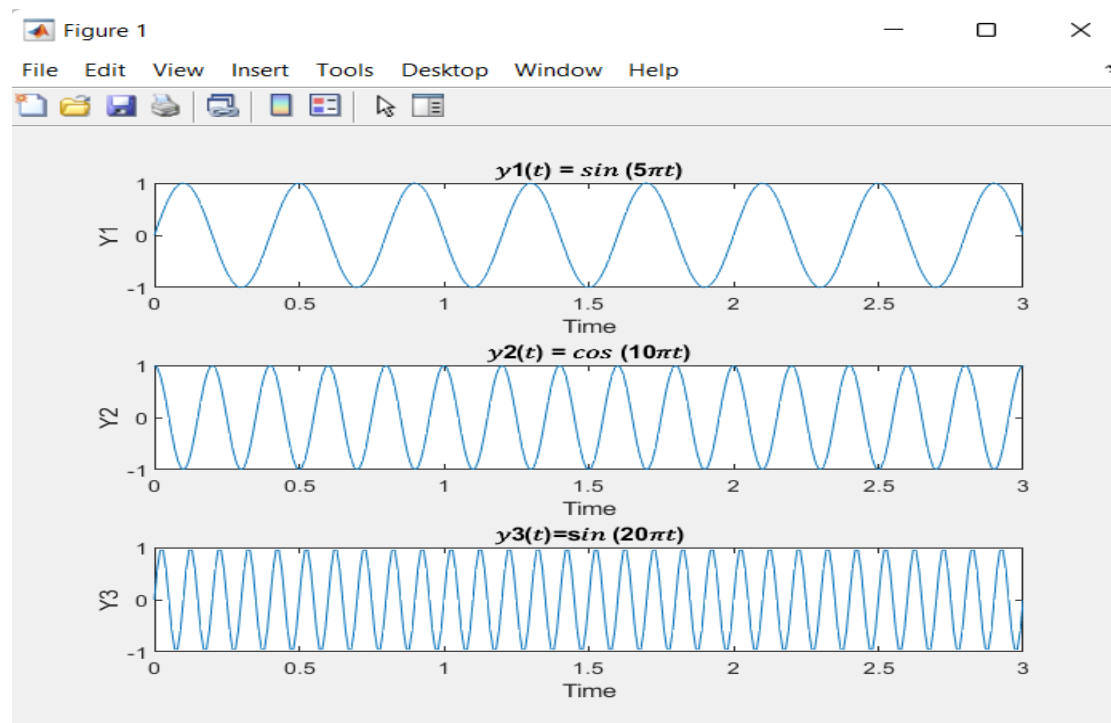 Figure 1
File Edit View Insert Tools Desktop Window Help
𝑦1(𝑡) = 𝑠𝑖𝑛 (5𝜋𝑡)
1
0
-1
Y1
0 0.5 1 1.5 2 2.5 3
Time
𝑦2(𝑡) = 𝑐𝑜𝑠 (10𝜋𝑡)
1
0
-1
Y2
0 0.5 1 1.5 2 2.5 3
Time
𝑦3(𝑡)=s𝑖𝑛 (20𝜋𝑡)
1
0
-1
Y3
0 0.5 1 1.5 2 2.5 3
Time